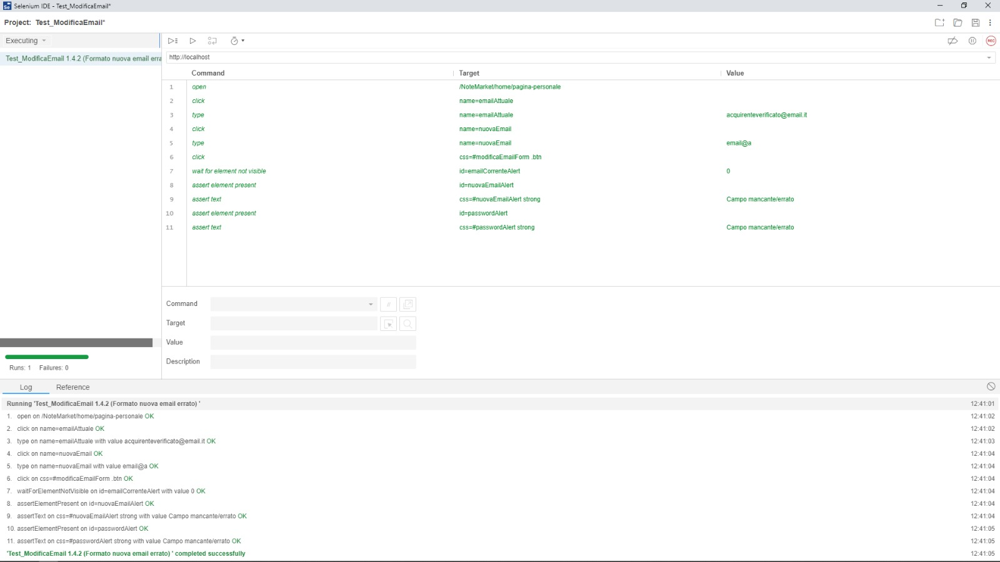 Selenium IDE - Test_ModificaEmail*
Project: Test_ModificaEmail*
Executing
REC
Test_ModificaEmail 1.4.2 (Formato nuova email erra
http://localhost
Command Target Value
1 open /NoteMarket/home/pagina-personale
2 click name=emailAttuale
3 type name=emailAttuale acquirenteverificato@email.it
4 click name=nuovaEmail
5 type name=nuovaEmail email@a
6 click css=#modificaEmailForm .btn
7 wait for element not visible id=emailCorrenteAlert 0
8 assert element present id=nuovaEmailAlert
9 assert text css=#nuovaEmailAlert strong Campo mancante/errato
10 assert element present id=passwordAlert
11 assert text css=#passwordAlert strong Campo mancante/errato
Command //
Target
Value
Description
Runs: 1 Failures: 0
Log Reference
Running 'Test_ModificaEmail 1.4.2 (Formato nuova email errato) ' 12:41:01
1. open on /NoteMarket/home/pagina-personale OK 12:41:02
2. click on name=emailAttuale OK 12:41:02
3. type on name=emailAttuale with value acquirenteverificato@email.it OK 12:41:03
4. click on name=nuovaEmail OK 12:41:04
5. type on name=nuovaEmail with value email@a OK 12:41:04
6. click on css=#modificaEmailForm .btn OK 12:41:04
7. waitForElementNotVisible on id=emailCorrenteAlert with value 0 OK 12:41:04
8. assertElementPresent on id=nuovaEmailAlert OK 12:41:04
9. assertText on css=#nuovaEmailAlert strong with value Campo mancante/errato OK 12:41:04
10. assertElementPresent on id=passwordAlert OK 12:41:05
11. assertText on css=#passwordAlert strong with value Campo mancante/errato OK 12:41:05
'Test_ModificaEmail 1.4.2 (Formato nuova email errato) ' completed successfully 12:41:05